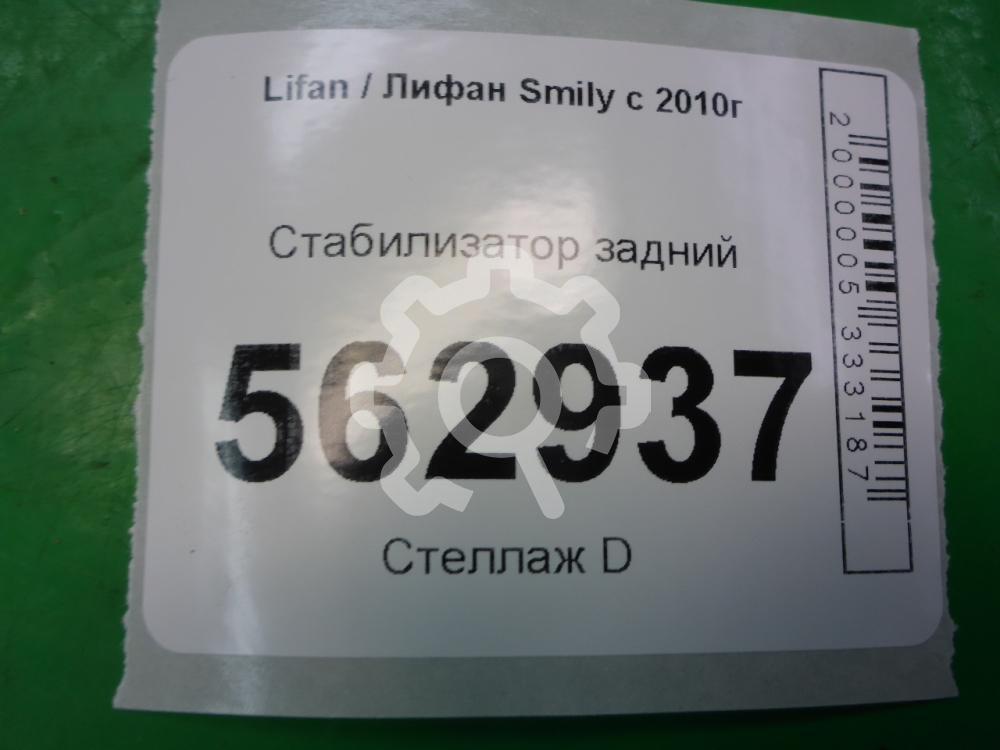 Lifan / Лифан Smily с 2010г
Стабилизатор задний
562937
Стеллаж D
2000005333187